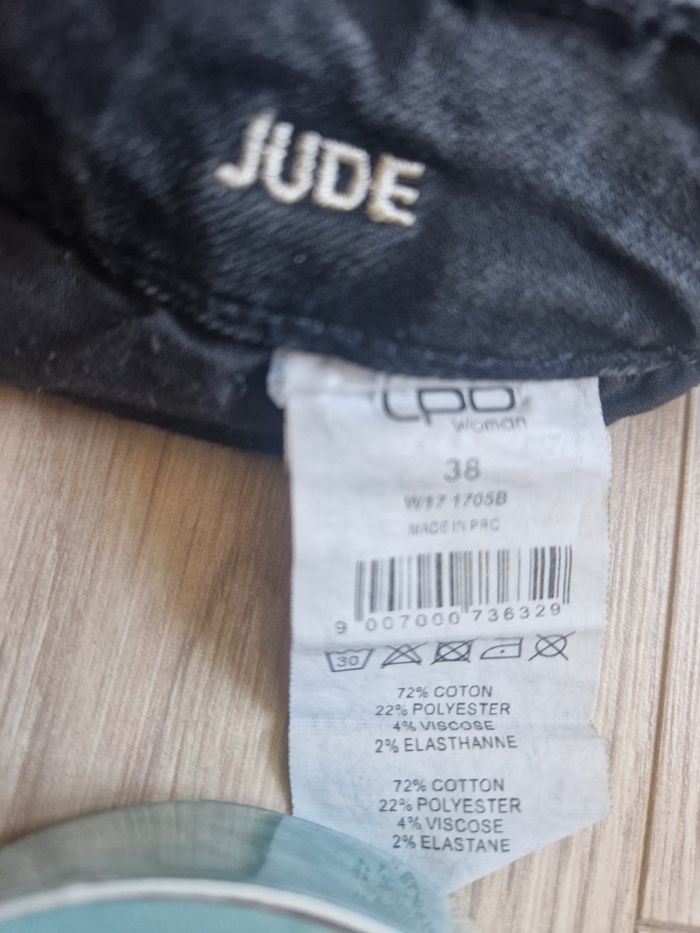 JUDE
LPB
Woman
38
W17 1705B
MADE IN PRC
9 007000 736329
30
72% COTON
22% POLYESTER
4% VISCOSE
2% ELASTHANNE
72% COTTON
22% POLYESTER
4% VISCOSE
2% ELASTANE